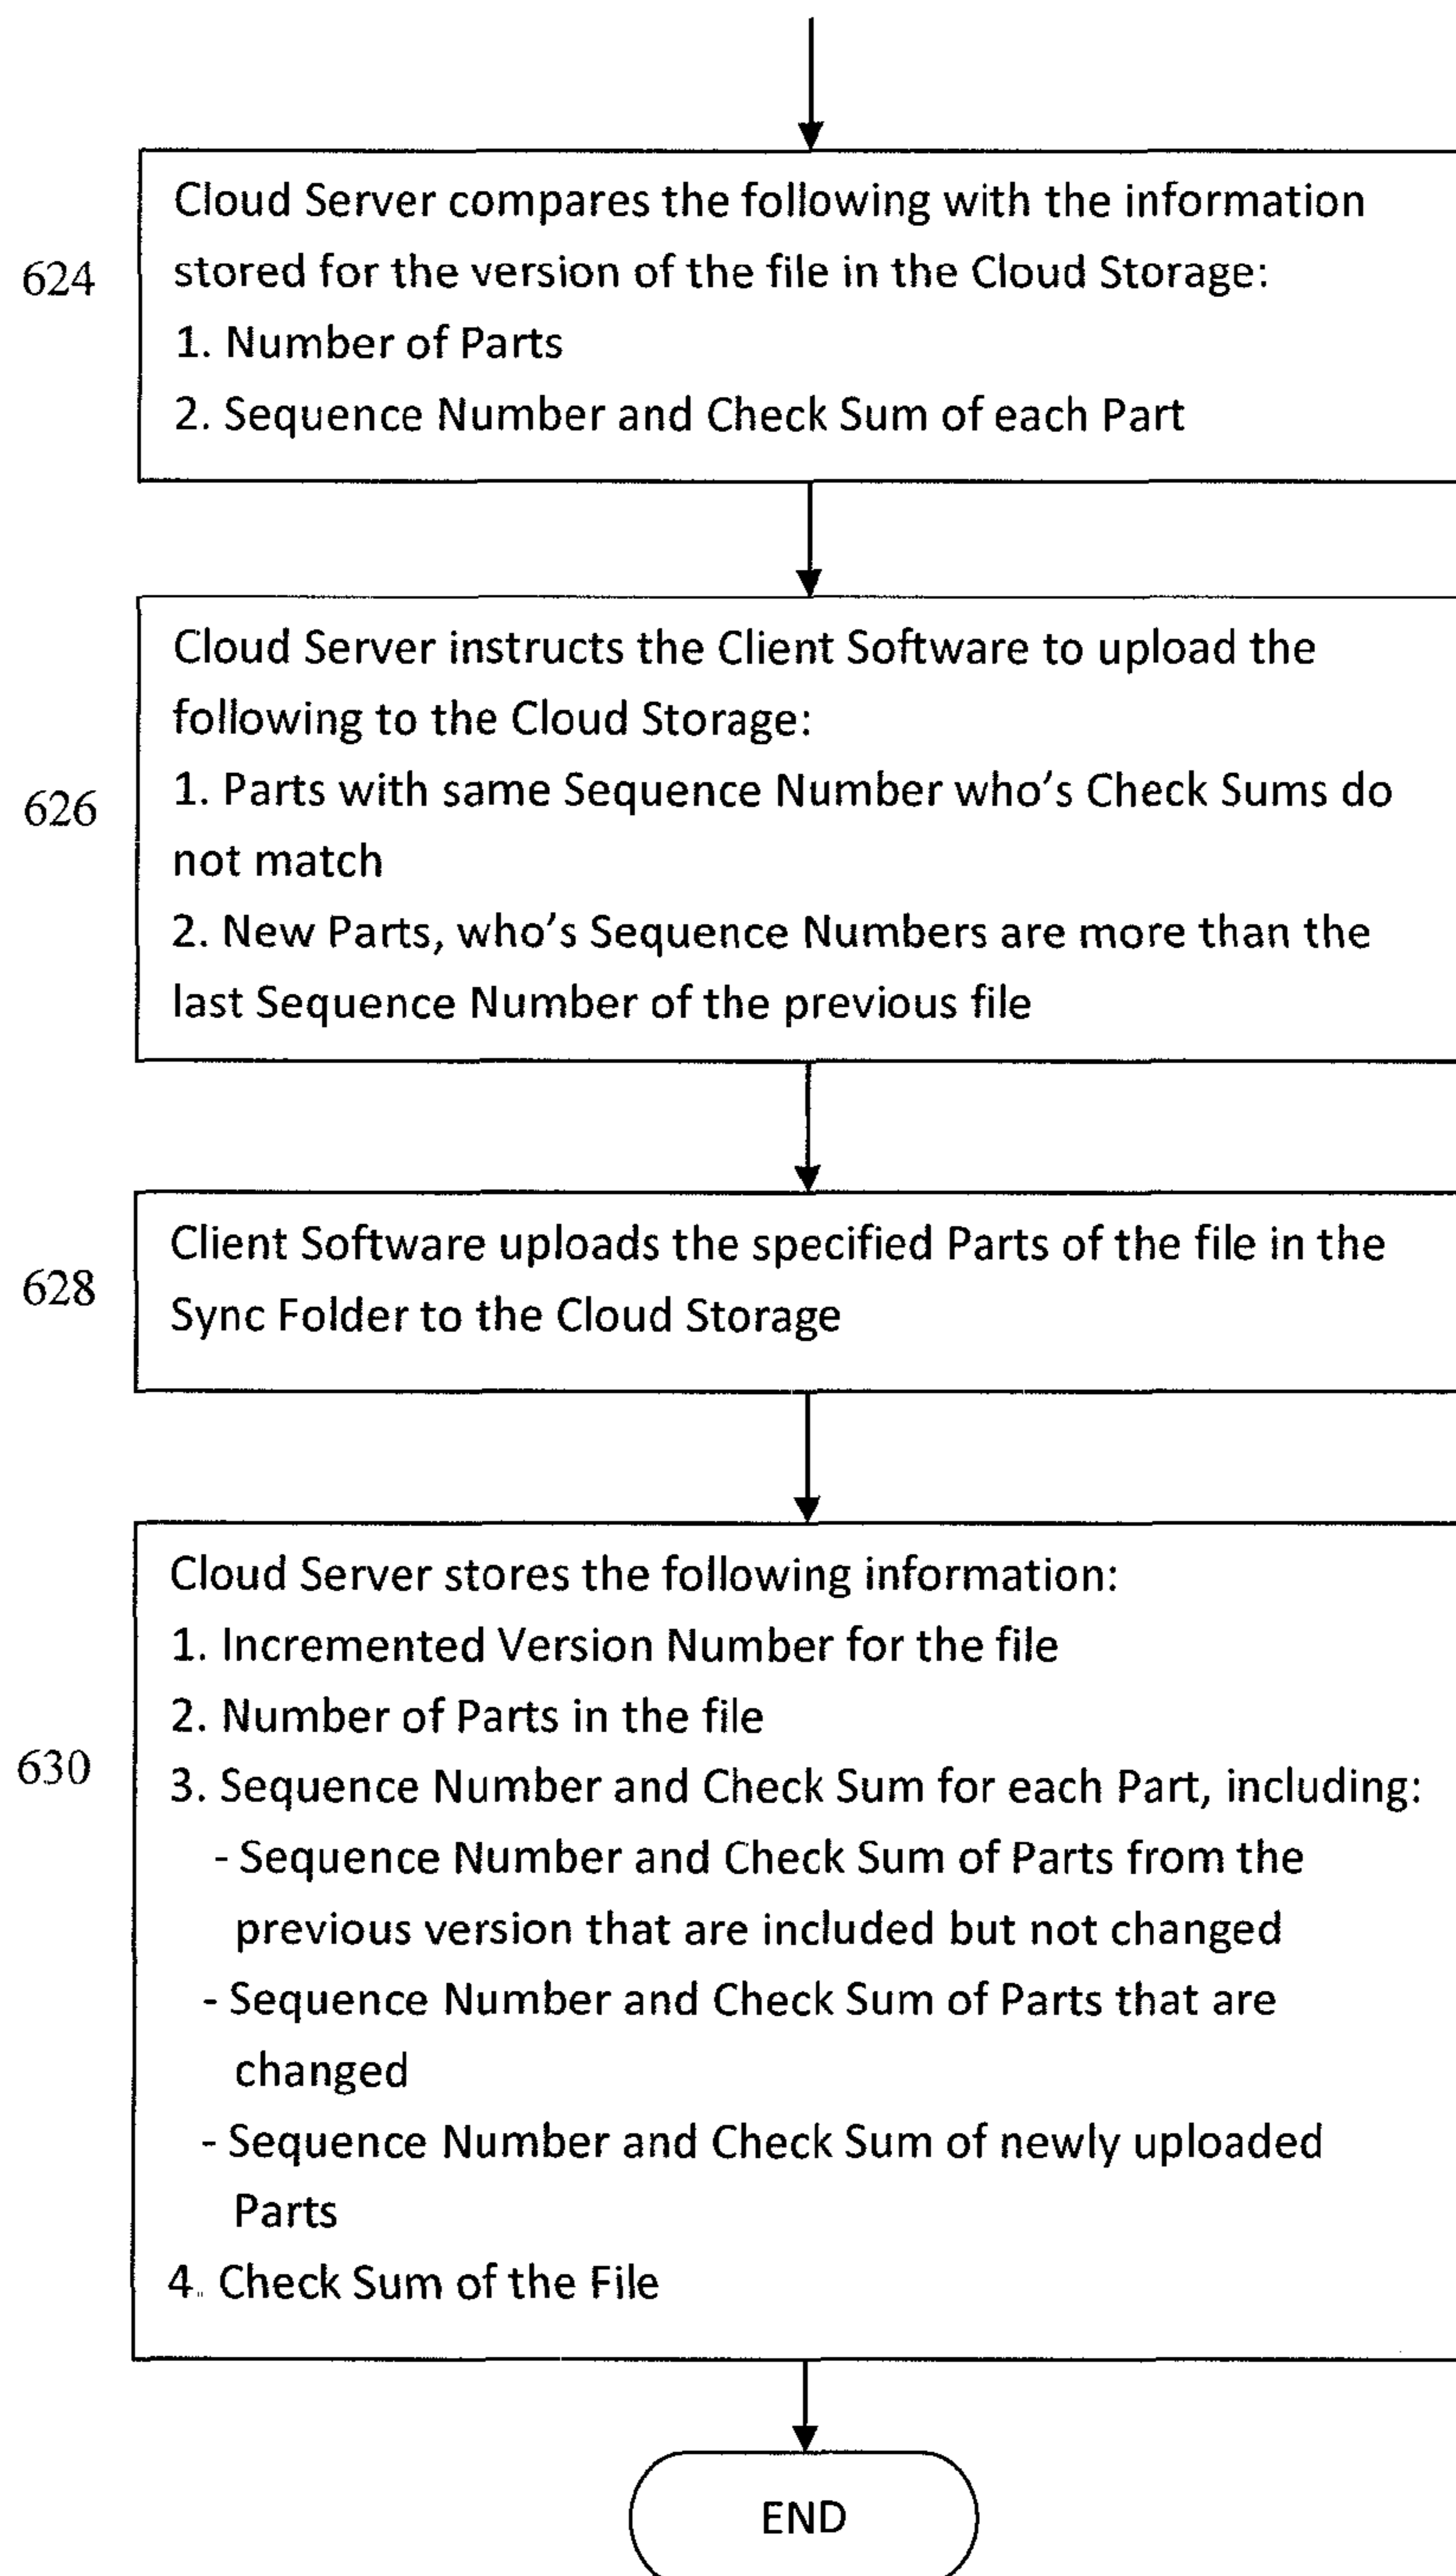 624
Cloud Server compares the following with the information
stored for the version of the file in the Cloud Storage:
1. Number of Parts
2. Sequence Number and Check Sum of each Part
626
Cloud Server instructs the Client Software to upload the
following to the Cloud Storage:
1. Parts with same Sequence Number who's Check Sums do
not match
2. New Parts, who's Sequence Numbers are more than the
last Sequence Number of the previous file
628
Client Software uploads the specified Parts of the file in the
Sync Folder to the Cloud Storage
630
Cloud Server stores the following information:
1. Incremented Version Number for the file
2. Number of Parts in the file
3. Sequence Number and Check Sum for each Part, including:
- Sequence Number and Check Sum of Parts from the
previous version that are included but not changed
- Sequence Number and Check Sum of Parts that are
changed
- Sequence Number and Check Sum of newly uploaded
Parts
4. Check Sum of the File
END